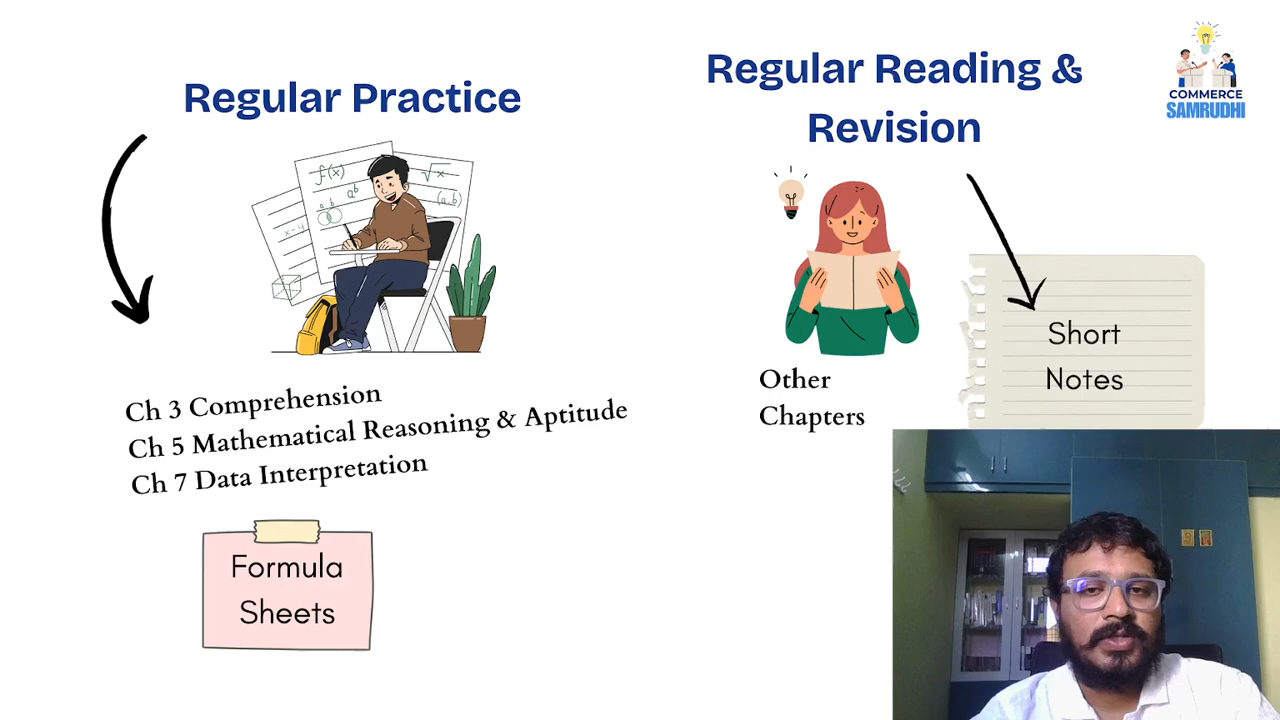 Regular Practice
f(x)
√x
a^b
a,b
(a,b)
x-y
Ch 3 Comprehension
Ch 5 Mathematical Reasoning & Aptitude
Ch 7 Data Interpretation
Formula
Sheets
Regular Reading &
Revision
Other
Chapters
Short
Notes
COMMERCE
SAMRUDHI